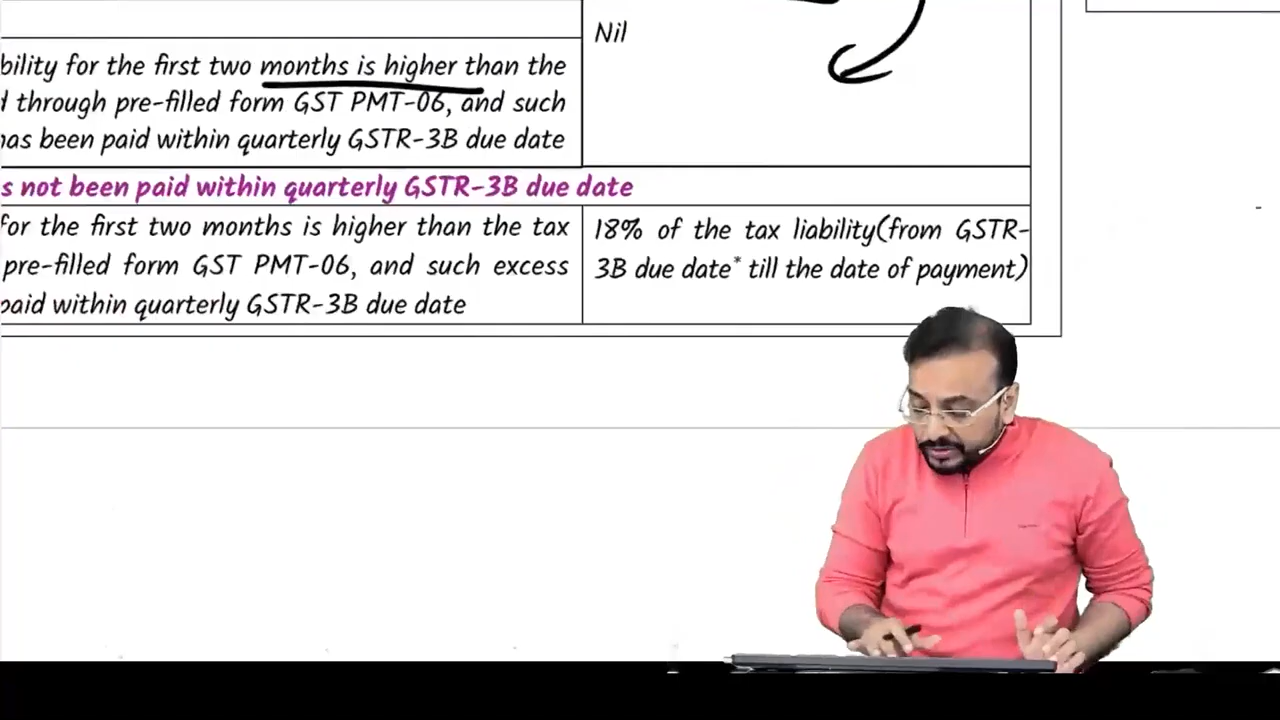 Nil
bility for the first two months is higher than the
d through pre-filled form GST PMT-06, and such
has been paid within quarterly GSTR-3B due date
s not been paid within quarterly GSTR-3B due date
for the first two months is higher than the tax
pre-filled form GST PMT-06, and such excess
paid within quarterly GSTR-3B due date
18% of the tax liability(from GSTR-
3B due date* till the date of payment)